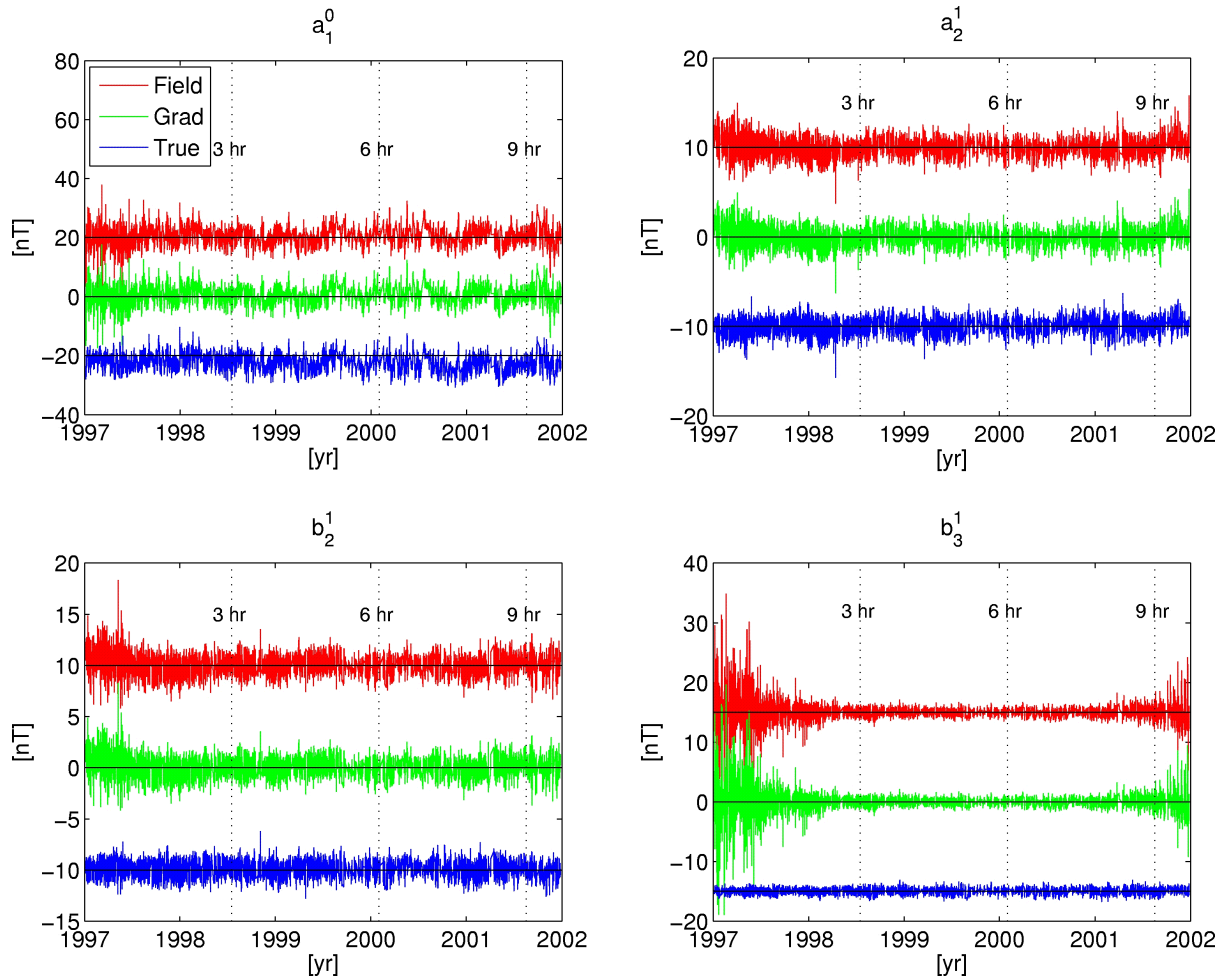 a₁⁰
[nT]
80
60
40
20
0
−20
−40
Field
Grad
True
3 hr
6 hr
9 hr
1997 1998 1999 2000 2001 2002
[yr]
a₂¹
[nT]
20
10
0
−10
−20
3 hr
6 hr
9 hr
1997 1998 1999 2000 2001 2002
[yr]
b₂¹
[nT]
20
15
10
5
0
−5
−10
−15
3 hr
6 hr
9 hr
1997 1998 1999 2000 2001 2002
[yr]
b₃¹
[nT]
40
30
20
10
0
−10
−20
3 hr
6 hr
9 hr
1997 1998 1999 2000 2001 2002
[yr]